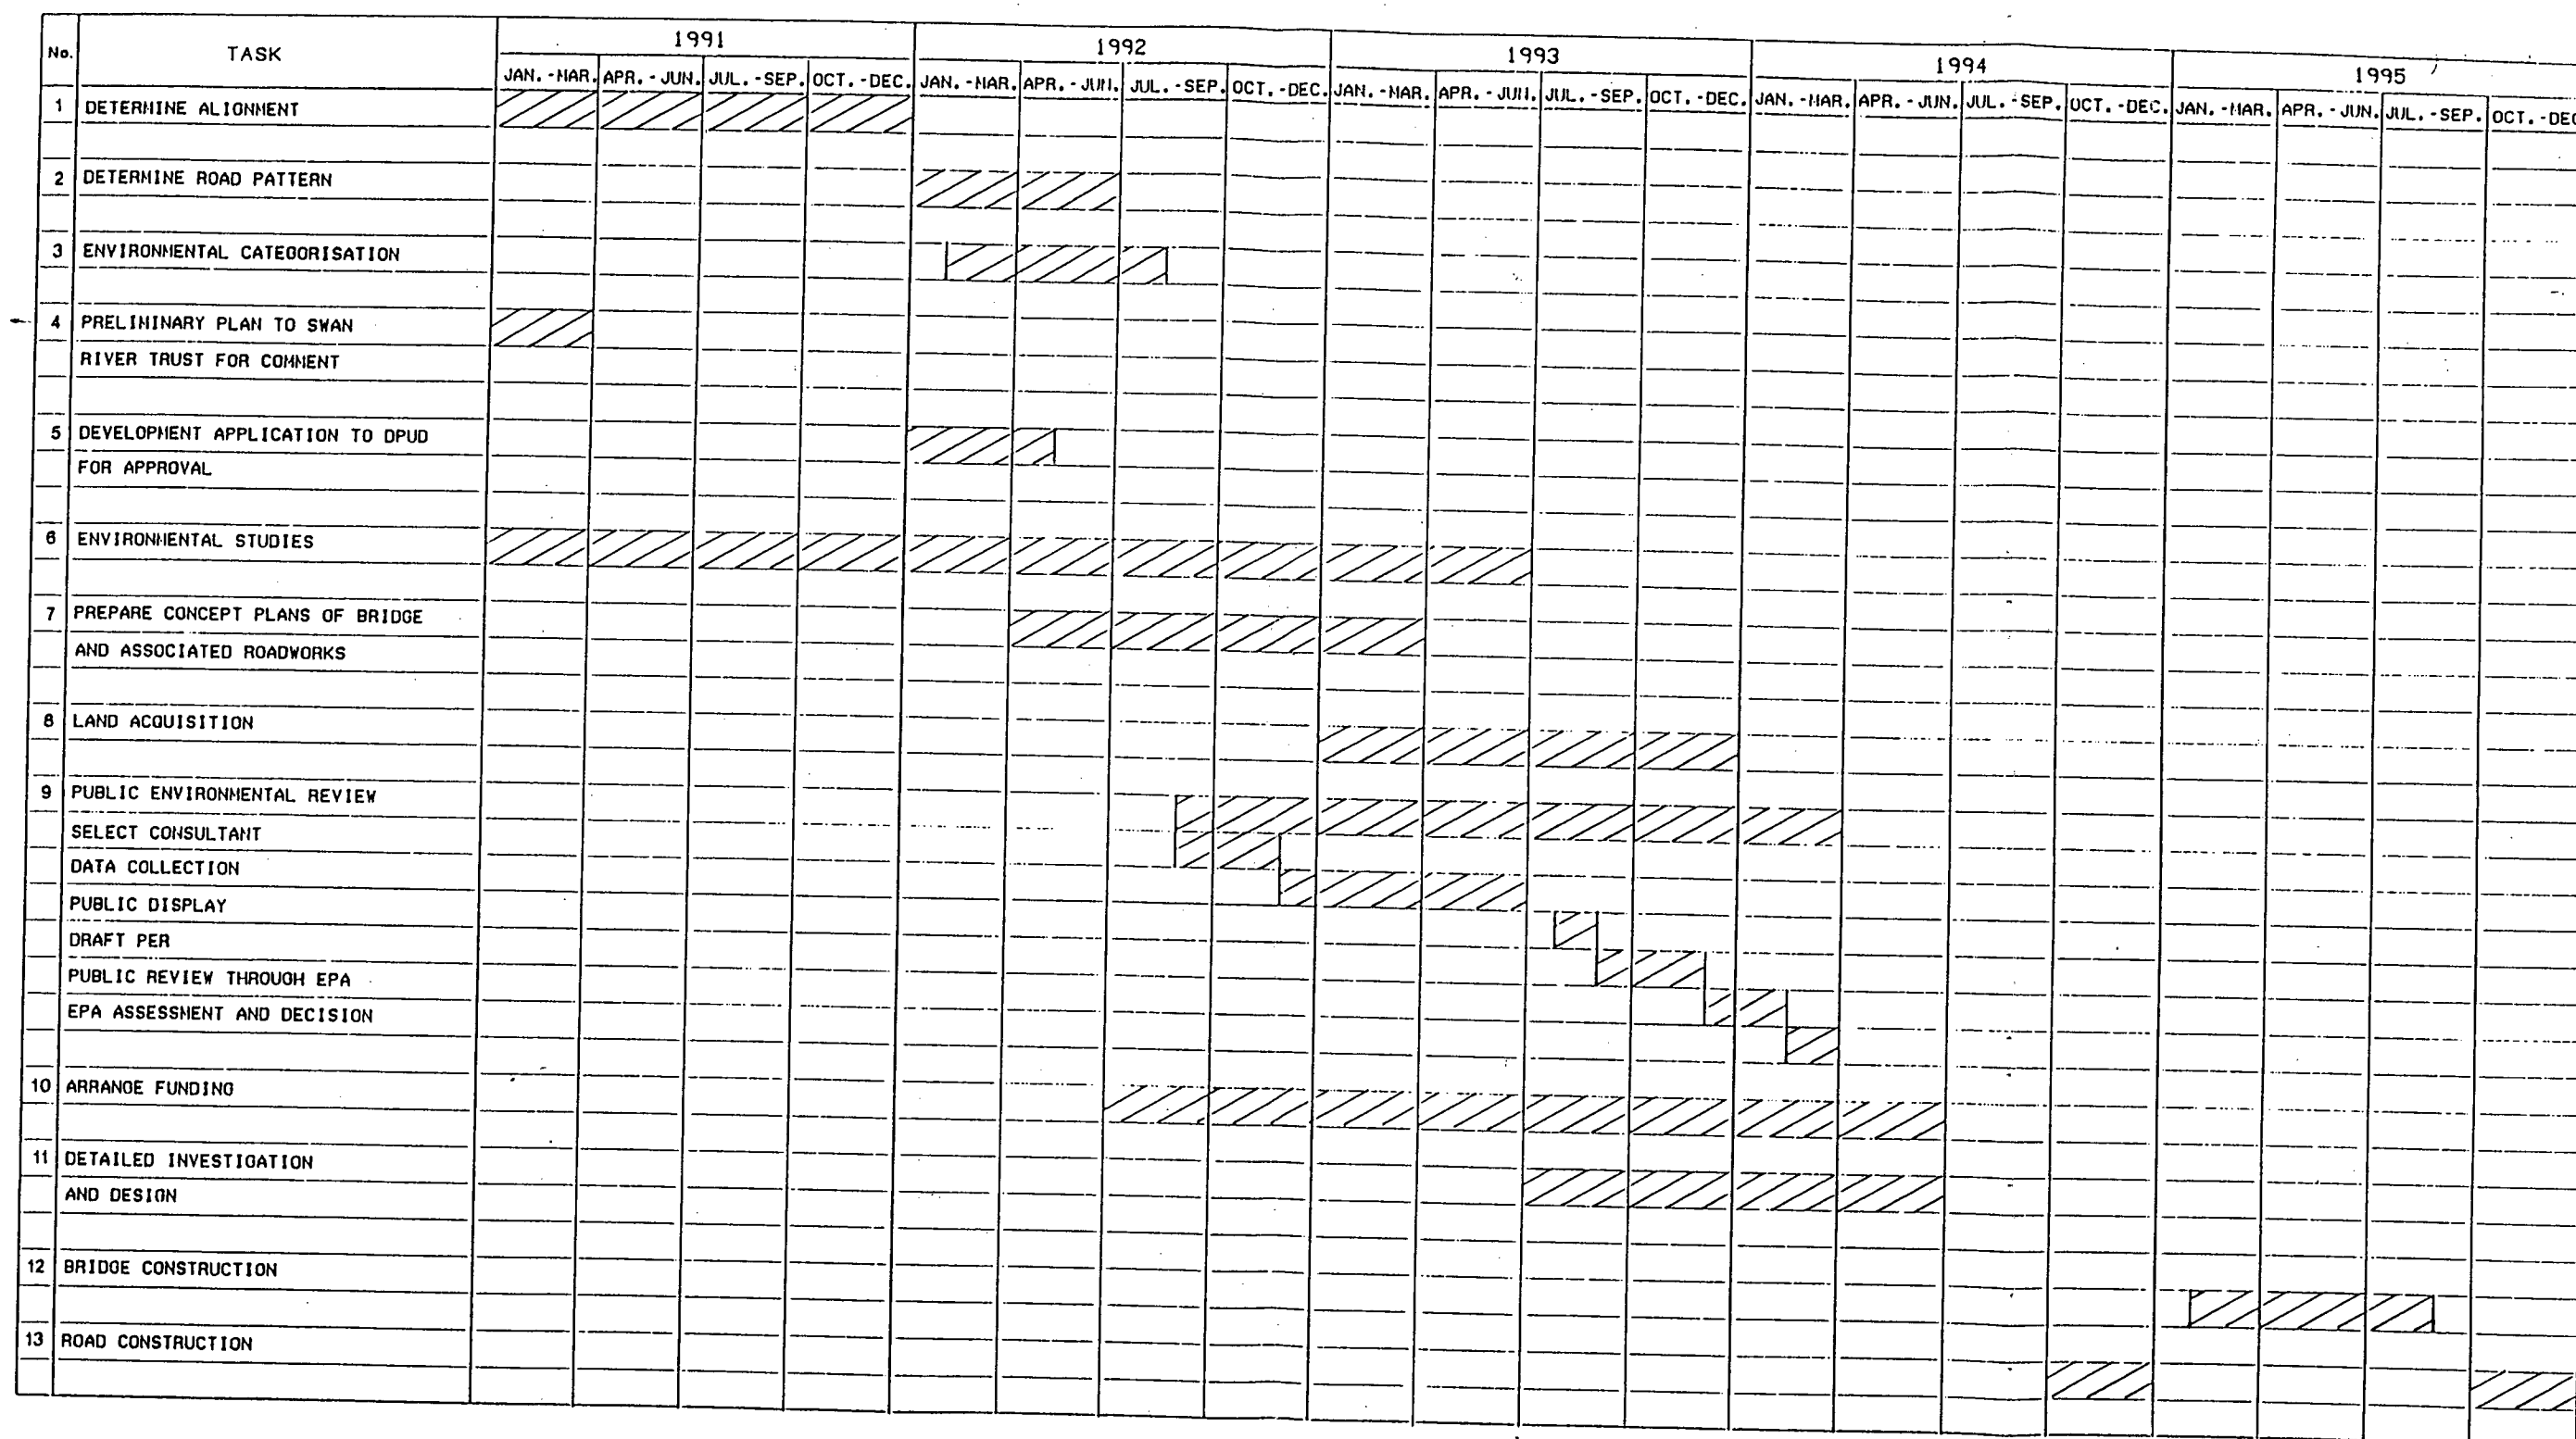 No. TASK 1991 1992 1993 1994 1995
JAN.-MAR. APR.-JUN. JUL.-SEP. OCT.-DEC. JAN.-MAR. APR.-JUN. JUL.-SEP. OCT.-DEC. JAN.-MAR. APR.-JUN. JUL.-SEP. OCT.-DEC. JAN.-MAR. APR.-JUN. JUL.-SEP. OCT.-DEC. JAN.-MAR. APR.-JUN. JUL.-SEP. OCT.-DEC
1 DETERMINE ALIGNMENT
2 DETERMINE ROAD PATTERN
3 ENVIRONMENTAL CATEGORISATION
4 PRELIMINARY PLAN TO SWAN
RIVER TRUST FOR COMMENT
5 DEVELOPMENT APPLICATION TO DPUD
FOR APPROVAL
6 ENVIRONMENTAL STUDIES
7 PREPARE CONCEPT PLANS OF BRIDGE
AND ASSOCIATED ROADWORKS
8 LAND ACQUISITION
9 PUBLIC ENVIRONMENTAL REVIEW
SELECT CONSULTANT
DATA COLLECTION
PUBLIC DISPLAY
DRAFT PER
PUBLIC REVIEW THROUGH EPA
EPA ASSESSMENT AND DECISION
10 ARRANGE FUNDING
11 DETAILED INVESTIGATION
AND DESIGN
12 BRIDGE CONSTRUCTION
13 ROAD CONSTRUCTION